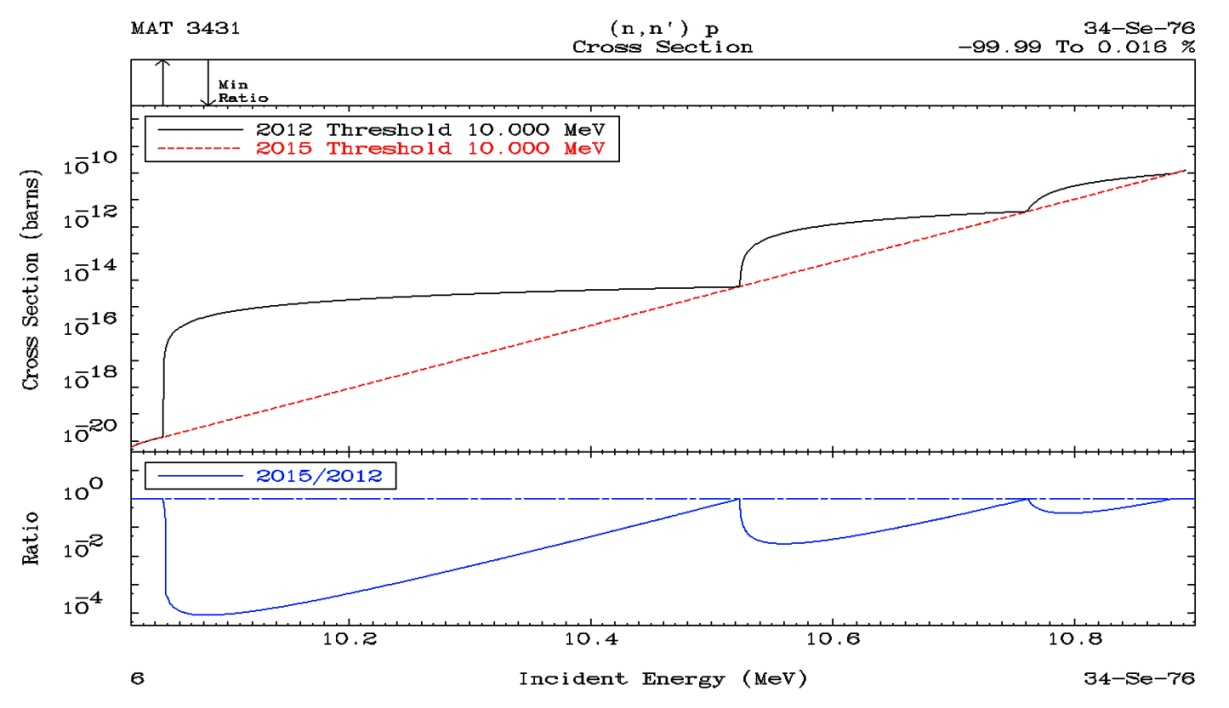 MAT 3431
(n,n') p
34-Se-76
Cross Section
-99.99 To 0.016 %
Min
Ratio
2012 Threshold 10.000 MeV
2015 Threshold 10.000 MeV
Cross Section (barns)
10^-10
10^-12
10^-14
10^-16
10^-18
10^-20
2015/2012
Ratio
10^0
10^-2
10^-4
10.2 10.4 10.6 10.8
6
Incident Energy (MeV)
34-Se-76